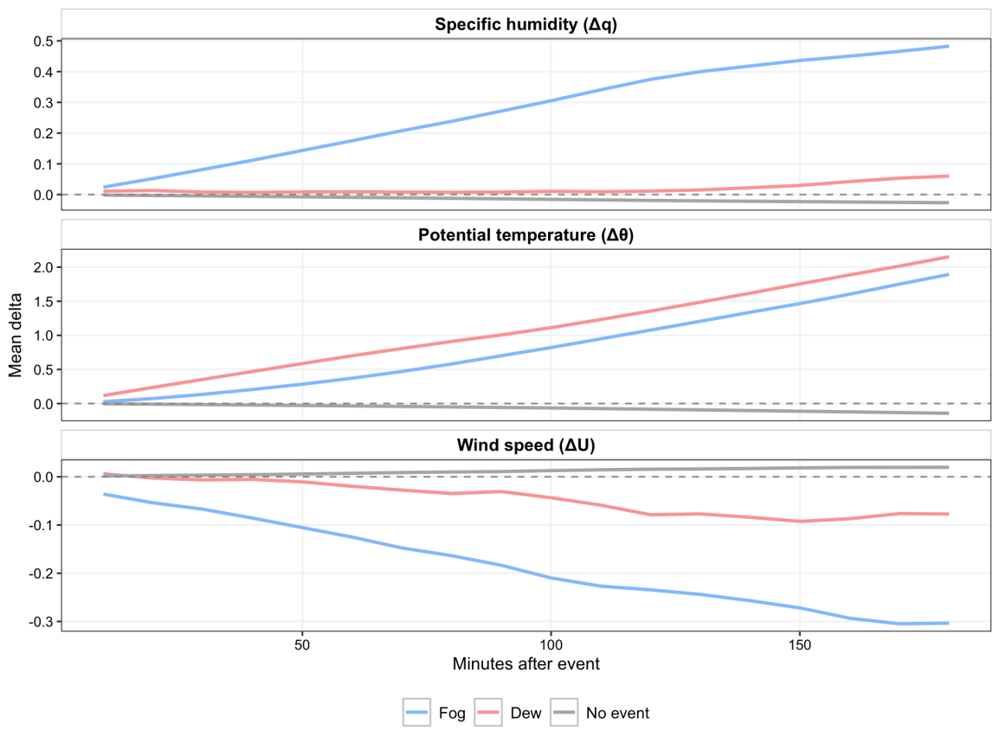 Specific humidity (Δq)
0.5
0.4
0.3
0.2
0.1
0.0
Potential temperature (Δθ)
2.0
1.5
1.0
0.5
0.0
Mean delta
Wind speed (ΔU)
0.0
-0.1
-0.2
-0.3
50 100 150
Minutes after event
Fog Dew No event